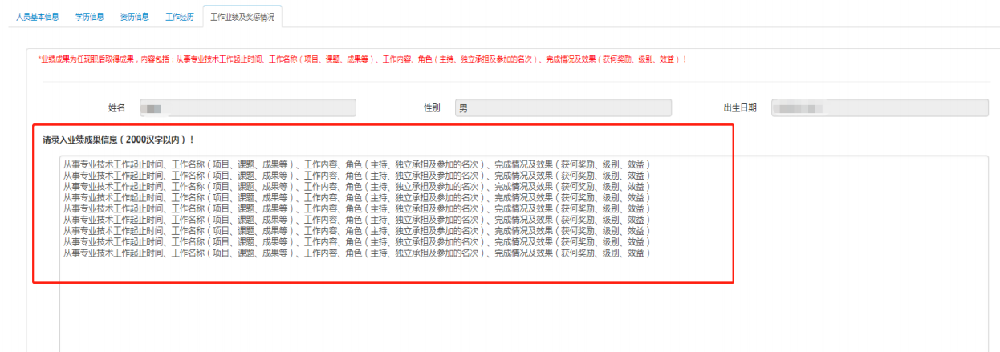 人员基本信息 学历信息 资历信息 工作经历 工作业绩及奖惩情况
*业绩成果为任现职后取得成果，内容包括：从事专业技术工作起止时间、工作名称（项目、课题、成果等）、工作内容、角色（主持、独立承担及参加的名次）、完成情况及效果（获何奖励、级别、效益）！
姓名 性别 男 出生日期
请录入业绩成果信息（2000汉字以内）！
从事专业技术工作起止时间、工作名称（项目、课题、成果等）、工作内容、角色（主持、独立承担及参加的名次）、完成情况及效果（获何奖励、级别、效益）
从事专业技术工作起止时间、工作名称（项目、课题、成果等）、工作内容、角色（主持、独立承担及参加的名次）、完成情况及效果（获何奖励、级别、效益）
从事专业技术工作起止时间、工作名称（项目、课题、成果等）、工作内容、角色（主持、独立承担及参加的名次）、完成情况及效果（获何奖励、级别、效益）
从事专业技术工作起止时间、工作名称（项目、课题、成果等）、工作内容、角色（主持、独立承担及参加的名次）、完成情况及效果（获何奖励、级别、效益）
从事专业技术工作起止时间、工作名称（项目、课题、成果等）、工作内容、角色（主持、独立承担及参加的名次）、完成情况及效果（获何奖励、级别、效益）
从事专业技术工作起止时间、工作名称（项目、课题、成果等）、工作内容、角色（主持、独立承担及参加的名次）、完成情况及效果（获何奖励、级别、效益）
从事专业技术工作起止时间、工作名称（项目、课题、成果等）、工作内容、角色（主持、独立承担及参加的名次）、完成情况及效果（获何奖励、级别、效益）
从事专业技术工作起止时间、工作名称（项目、课题、成果等）、工作内容、角色（主持、独立承担及参加的名次）、完成情况及效果（获何奖励、级别、效益）
从事专业技术工作起止时间、工作名称（项目、课题、成果等）、工作内容、角色（主持、独立承担及参加的名次）、完成情况及效果（获何奖励、级别、效益）